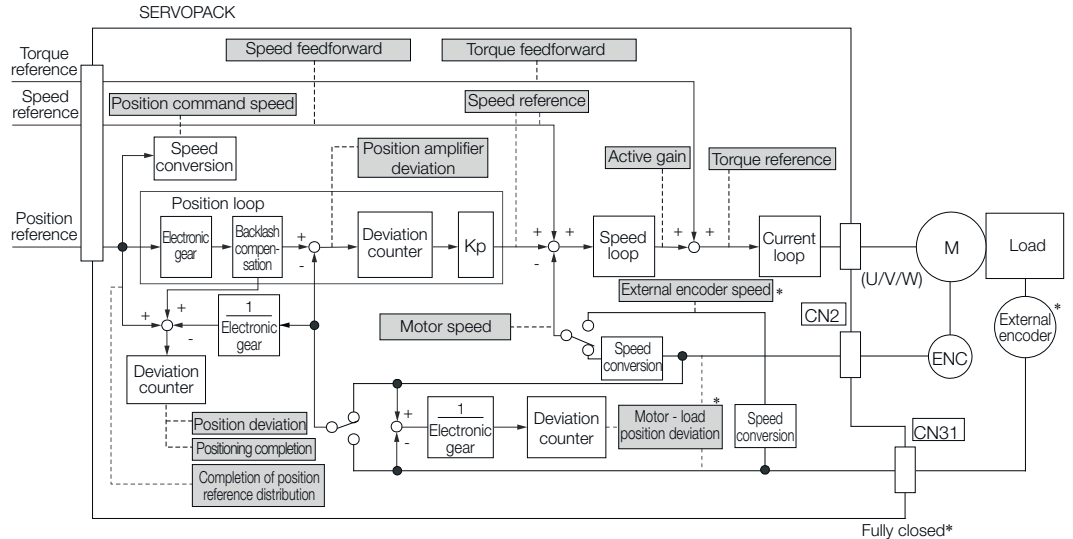 SERVOPACK
Torque
reference
Speed
reference
Position
reference
Speed feedforward
Torque feedforward
Position command speed
Speed reference
Speed
conversion
Position amplifier
deviation
Active gain
Torque reference
Position loop
Electronic
gear
Backlash
compen-
sation
+
-
Deviation
counter
Kp
+
+
-
Speed
loop
+
+
Current
loop
(U/V/W)
M
Load
External encoder speed *
Motor speed
CN2
External
encoder
*
ENC
+
+
-
1
Electronic
gear
Deviation
counter
Speed
conversion
Position deviation
Positioning completion
Completion of position
reference distribution
+
-
1
Electronic
gear
Deviation
counter
Motor - load
position deviation
*
Speed
conversion
CN31
Fully closed*